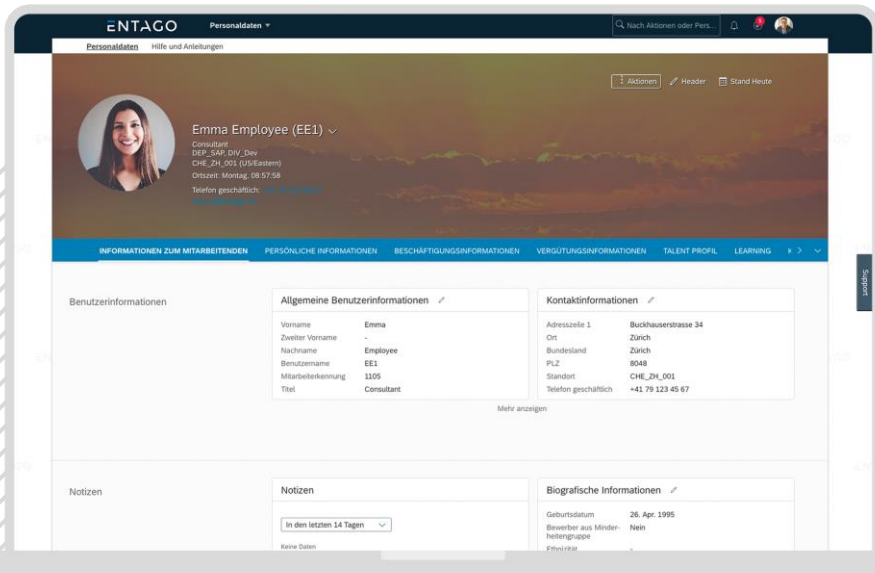 ENTAGO
Personaldaten
Nach Aktionen oder Pers...
Personaldaten Hilfe und Anleitungen
Aktionen Header Stand Heute
Emma Employee (EE1)
Consultant
DEP_SAP, DIV_Dev
CHE_ZH_001 (US/Eastern)
Ortszeit: Montag, 08:57:58
Telefon geschäftlich:
INFORMATIONEN ZUM MITARBEITENDEN PERSÖNLICHE INFORMATIONEN BESCHÄFTIGUNGSINFORMATIONEN VERGÜTUNGSINFORMATIONEN TALENT PROFIL LEARNING
Support
Benutzerinformationen
Allgemeine Benutzerinformationen
Vorname Emma
Zweiter Vorname -
Nachname Employee
Benutzername EE1
Mitarbeiterkennung 1105
Titel Consultant
Kontaktinformationen
Adresszeile 1 Buckhauserstrasse 34
Ort Zürich
Bundesland Zürich
PLZ 8048
Standort CHE_ZH_001
Telefon geschäftlich +41 79 123 45 67
Mehr anzeigen
Notizen
Notizen
In den letzten 14 Tagen
Keine Daten
Biografische Informationen
Geburtsdatum 26. Apr. 1995
Bewerber aus Minder- Nein
heitengruppe
Ethnizität -